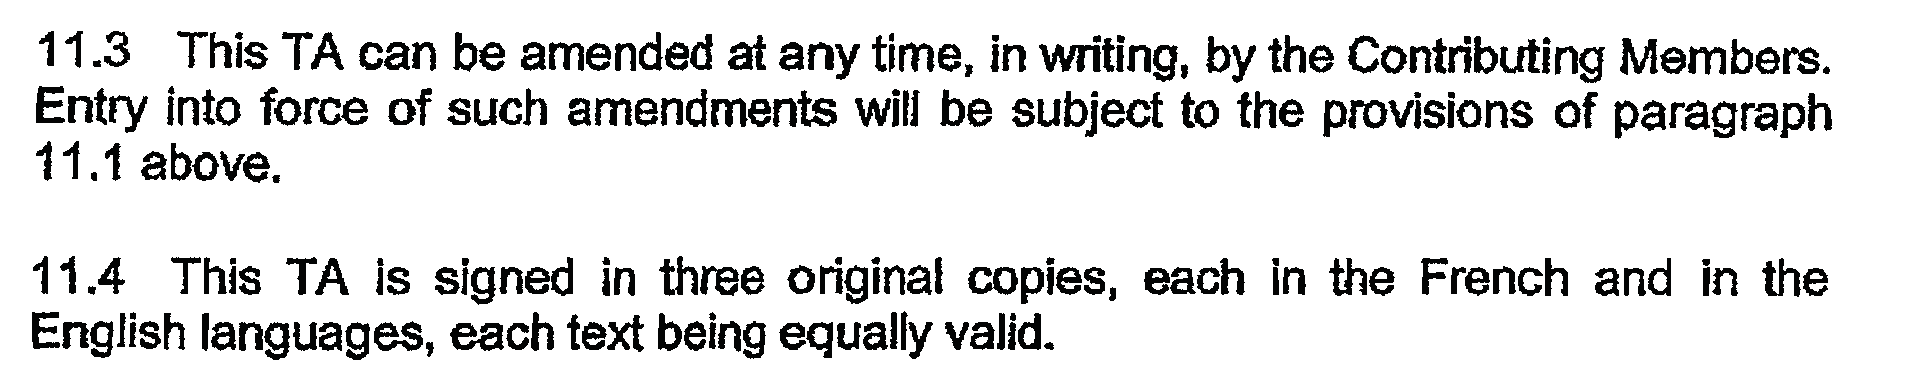 11.3 This TA can be amended at any time, in writing, by the Contributing Members.
Entry into force of such amendments will be subject to the provisions of paragraph
11.1 above.
11.4 This TA is signed in three original copies, each in the French and in the
English languages, each text being equally valid.